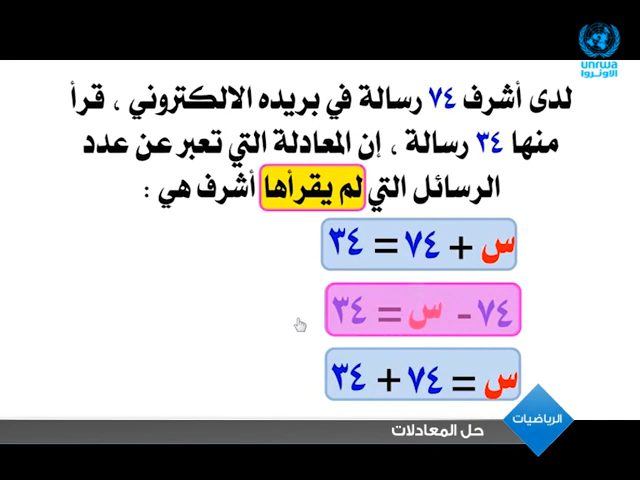 unrwa
الأونروا
لدى أشرف ٧٤ رسالة في بريده الالكتروني ، قرأ
منها ٣٤ رسالة ، إن المعادلة التي تعبر عن عدد
الرسائل التي لم يقرأها أشرف هي :
س + ٧٤ = ٣٤
٧٤ - س = ٣٤
س = ٧٤ + ٣٤
الرياضيات
حل المعادلات